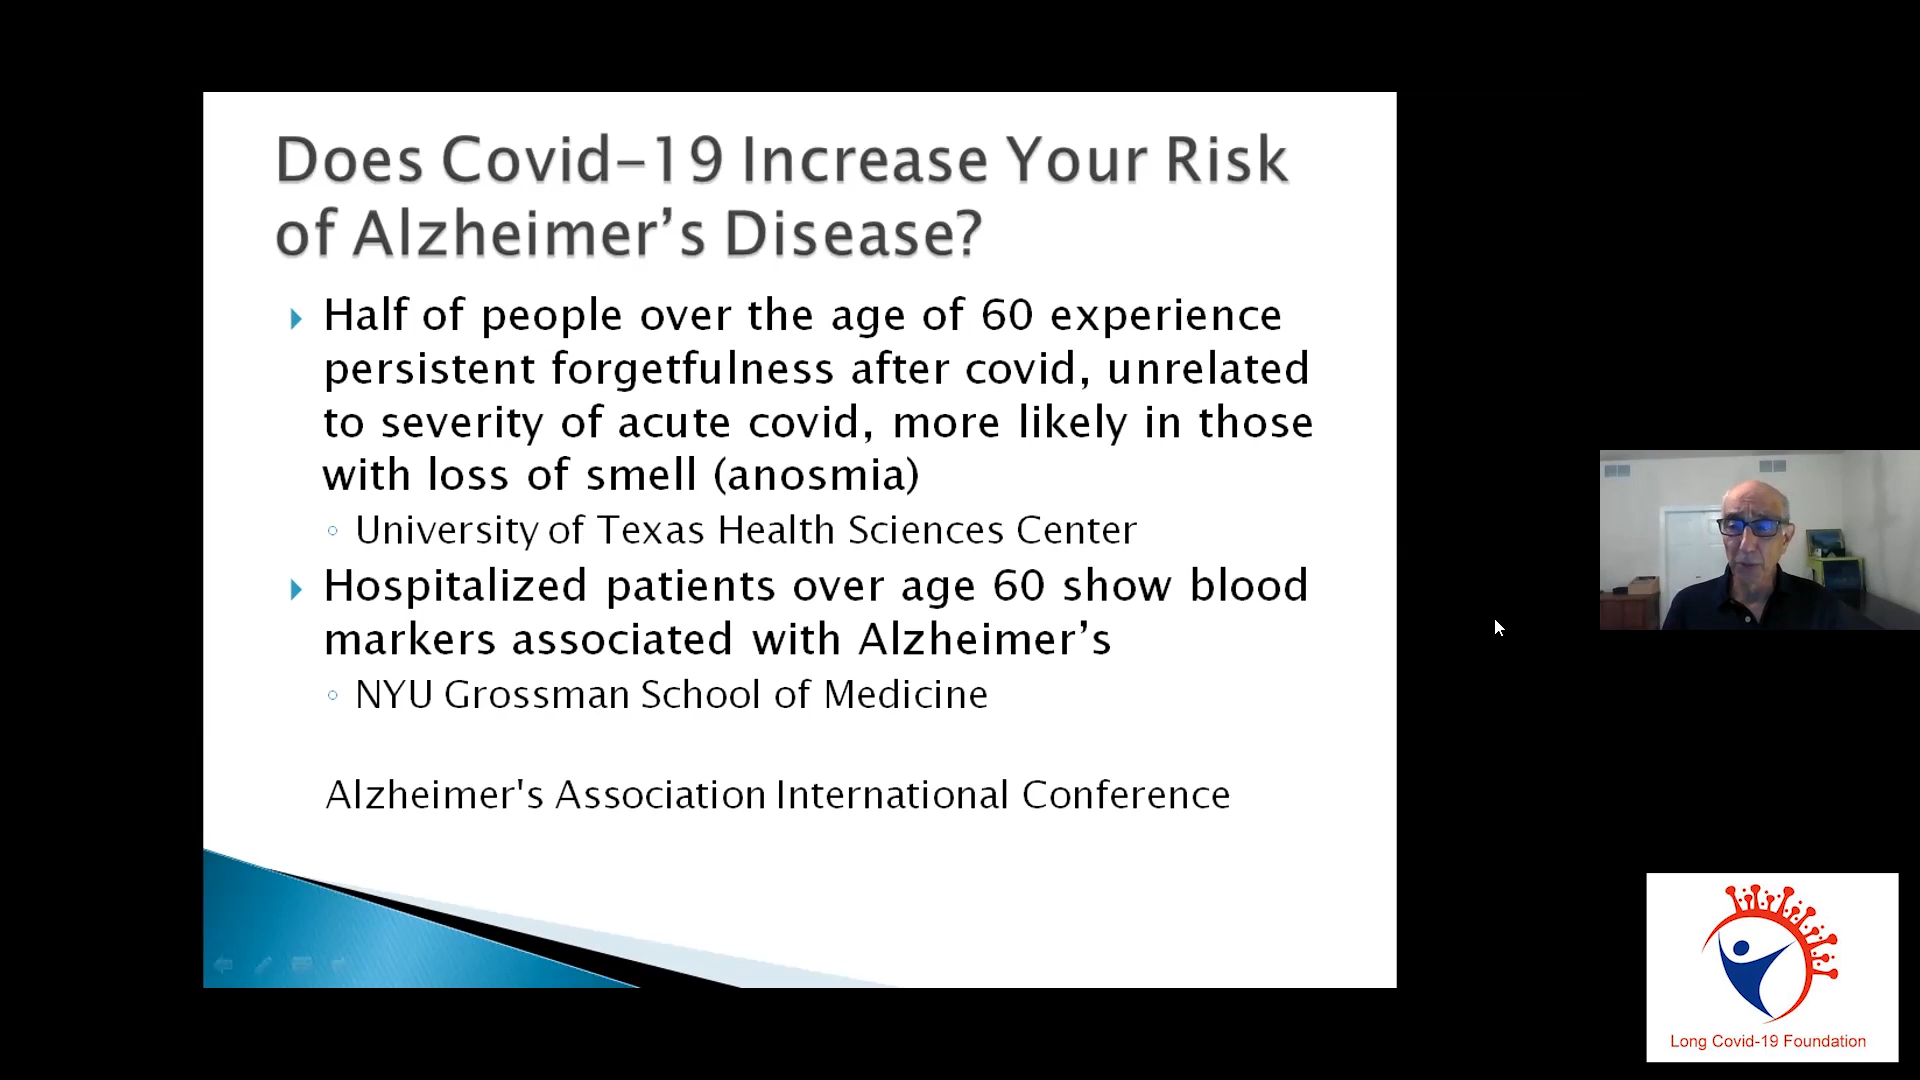 Does Covid-19 Increase Your Risk
of Alzheimer’s Disease?
Half of people over the age of 60 experience
persistent forgetfulness after covid, unrelated
to severity of acute covid, more likely in those
with loss of smell (anosmia)
University of Texas Health Sciences Center
Hospitalized patients over age 60 show blood
markers associated with Alzheimer’s
NYU Grossman School of Medicine
Alzheimer's Association International Conference
Long Covid-19 Foundation